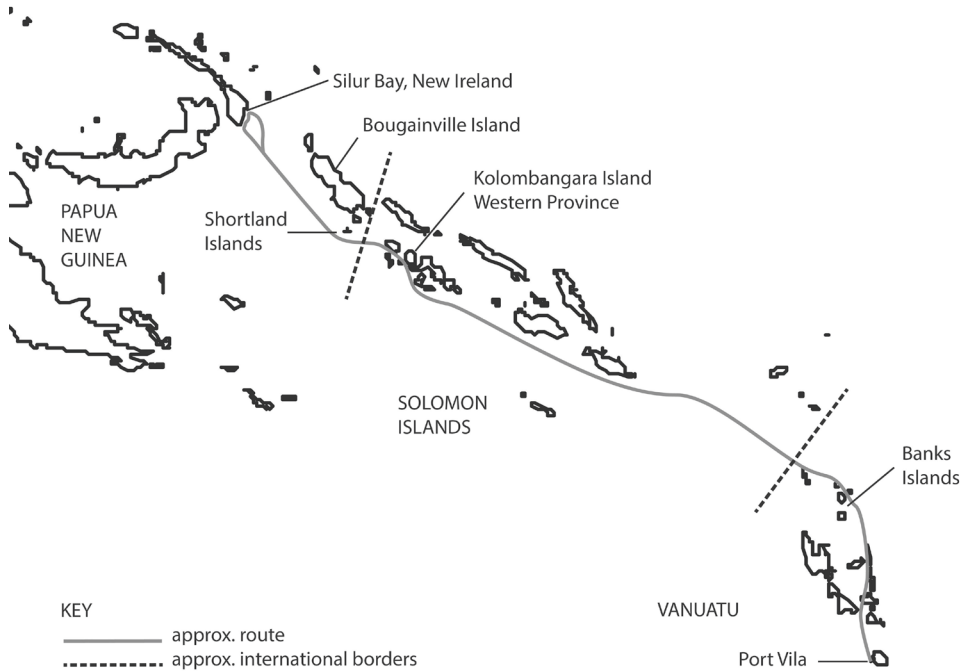 Silur Bay, New Ireland
Bougainville Island
Kolombangara Island
Western Province
PAPUA
NEW
GUINEA
Shortland
Islands
SOLOMON
ISLANDS
Banks
Islands
KEY
VANUATU
approx. route
approx. international borders
Port Vila